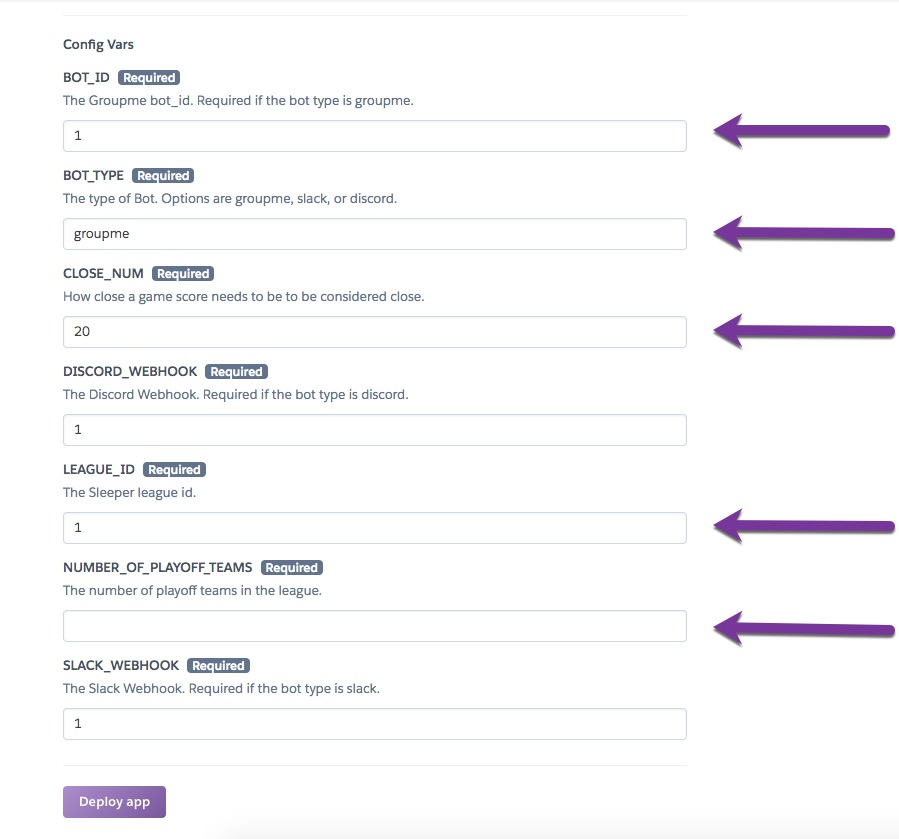 Config Vars
BOT_ID Required
The Groupme bot_id. Required if the bot type is groupme.
1
BOT_TYPE Required
The type of Bot. Options are groupme, slack, or discord.
groupme
CLOSE_NUM Required
How close a game score needs to be to be considered close.
20
DISCORD_WEBHOOK Required
The Discord Webhook. Required if the bot type is discord.
1
LEAGUE_ID Required
The Sleeper league id.
1
NUMBER_OF_PLAYOFF_TEAMS Required
The number of playoff teams in the league.
SLACK_WEBHOOK Required
The Slack Webhook. Required if the bot type is slack.
1
Deploy app